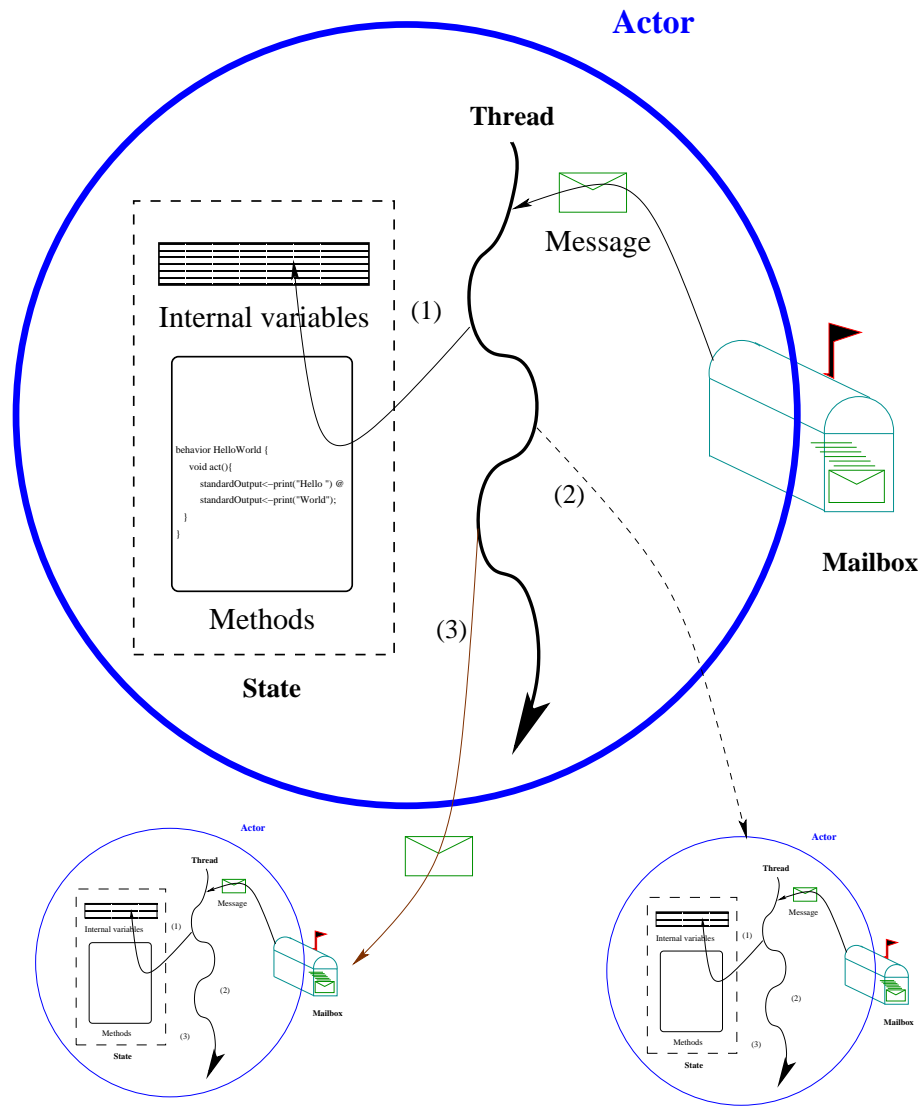 Actor
Thread
Message
Internal variables
(1)
behavior HelloWorld {
void act(){
standardOutput<−print("Hello ") @
standardOutput<−print("World");
}
}
(2)
Mailbox
Methods
(3)
State
Actor
Thread
Message
Internal variables
(1)
(2)
Mailbox
Methods
(3)
State
Actor
Thread
Message
Internal variables
(1)
(2)
Mailbox
Methods
(3)
State